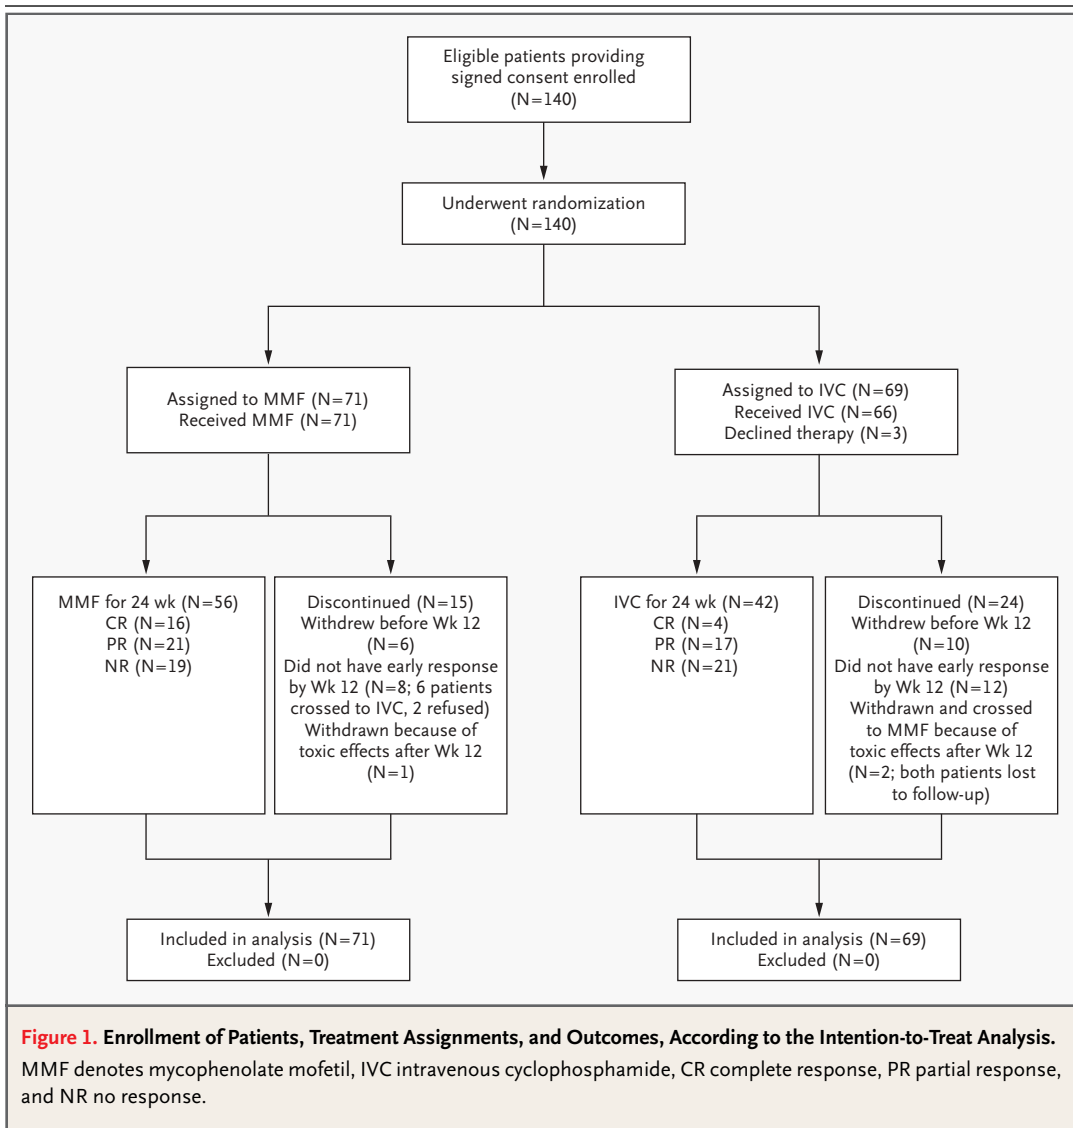 Eligible patients providing
signed consent enrolled
(N=140)
Underwent randomization
(N=140)
Assigned to MMF (N=71)
Received MMF (N=71)
Assigned to IVC (N=69)
Received IVC (N=66)
Declined therapy (N=3)
MMF for 24 wk (N=56)
CR (N=16)
PR (N=21)
NR (N=19)
Discontinued (N=15)
Withdrew before Wk 12
(N=6)
Did not have early response
by Wk 12 (N=8; 6 patients
crossed to IVC, 2 refused)
Withdrawn because of
toxic effects after Wk 12
(N=1)
IVC for 24 wk (N=42)
CR (N=4)
PR (N=17)
NR (N=21)
Discontinued (N=24)
Withdrew before Wk 12
(N=10)
Did not have early response
by Wk 12 (N=12)
Withdrawn and crossed
to MMF because of
toxic effects after Wk 12
(N=2; both patients lost
to follow-up)
Included in analysis (N=71)
Excluded (N=0)
Included in analysis (N=69)
Excluded (N=0)
Figure 1. Enrollment of Patients, Treatment Assignments, and Outcomes, According to the Intention-to-Treat Analysis.
MMF denotes mycophenolate mofetil, IVC intravenous cyclophosphamide, CR complete response, PR partial response,
and NR no response.